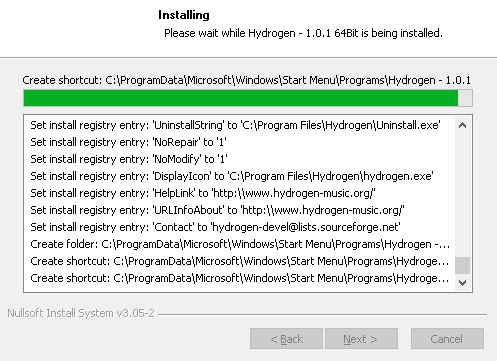 Installing
Please wait while Hydrogen - 1.0.1 64Bit is being installed.
Create shortcut: C:\ProgramData\Microsoft\Windows\Start Menu\Programs\Hydrogen - 1.0.1
Set install registry entry: 'UninstallString' to 'C:\Program Files\Hydrogen\Uninstall.exe'
Set install registry entry: 'NoRepair' to '1'
Set install registry entry: 'NoModify' to '1'
Set install registry entry: 'DisplayIcon' to 'C:\Program Files\Hydrogen\hydrogen.exe'
Set install registry entry: 'HelpLink' to 'http:\\www.hydrogen-music.org/'
Set install registry entry: 'URLInfoAbout' to 'http:\\www.hydrogen-music.org/'
Set install registry entry: 'Contact' to 'hydrogen-devel@lists.sourceforge.net'
Create folder: C:\ProgramData\Microsoft\Windows\Start Menu\Programs\Hydrogen -...
Create shortcut: C:\ProgramData\Microsoft\Windows\Start Menu\Programs\Hydroge...
Create shortcut: C:\ProgramData\Microsoft\Windows\Start Menu\Programs\Hydroge...
Nullsoft Install System v3.05-2
< Back Next > Cancel